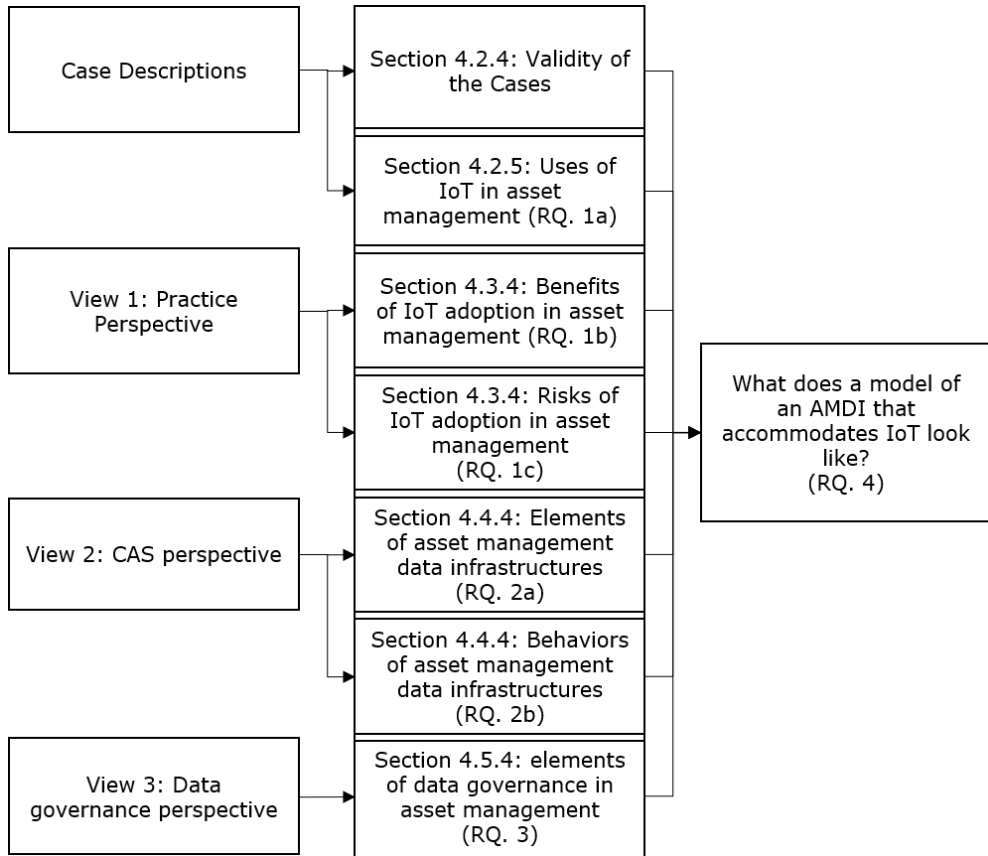 Case Descriptions
Section 4.2.4: Validity of
the Cases
Section 4.2.5: Uses of
IoT in asset
management (RQ. 1a)
View 1: Practice
Perspective
Section 4.3.4: Benefits
of IoT adoption in asset
management (RQ. 1b)
Section 4.3.4: Risks of
IoT adoption in asset
management
(RQ. 1c)
What does a model of
an AMDI that
accommodates IoT look
like?
(RQ. 4)
View 2: CAS perspective
Section 4.4.4: Elements
of asset management
data infrastructures
(RQ. 2a)
Section 4.4.4: Behaviors
of asset management
data infrastructures
(RQ. 2b)
View 3: Data
governance perspective
Section 4.5.4: elements
of data governance in
asset management
(RQ. 3)